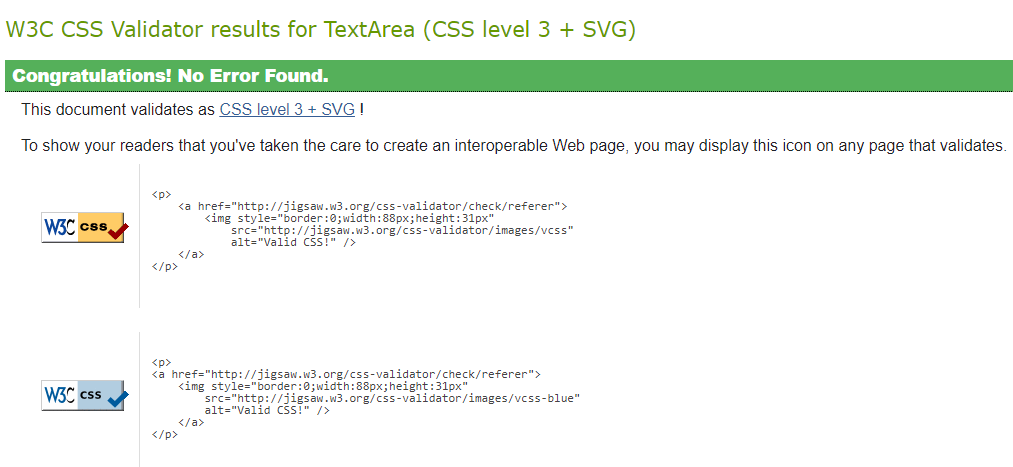 W3C CSS Validator results for TextArea (CSS level 3 + SVG)
Congratulations! No Error Found.
This document validates as CSS level 3 + SVG !
To show your readers that you've taken the care to create an interoperable Web page, you may display this icon on any page that validates.
W3C css
<p>
    <a href="http://jigsaw.w3.org/css-validator/check/referer">
        <img style="border:0;width:88px;height:31px"
            src="http://jigsaw.w3.org/css-validator/images/vcss"
            alt="Valid CSS!" />
    </a>
</p>
W3C css
<p>
<a href="http://jigsaw.w3.org/css-validator/check/referer">
    <img style="border:0;width:88px;height:31px"
        src="http://jigsaw.w3.org/css-validator/images/vcss-blue"
        alt="Valid CSS!" />
    </a>
</p>